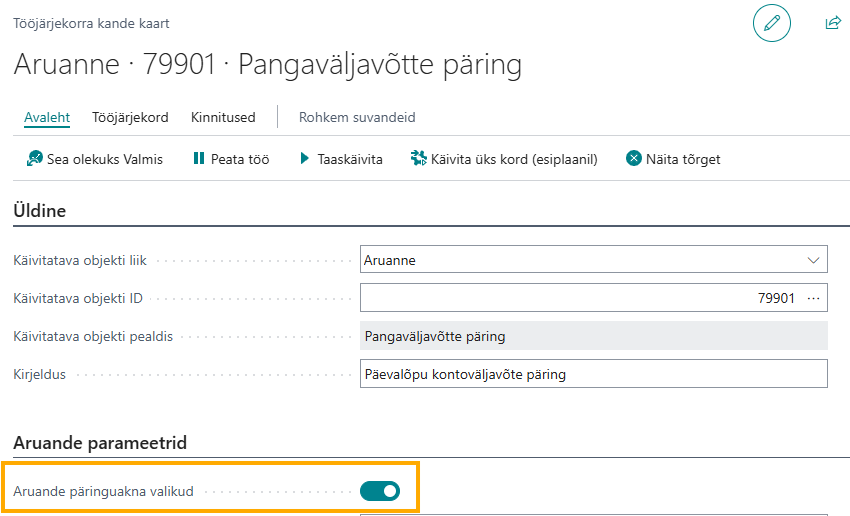 Tööjärjekorra kande kaart
Aruanne · 79901 · Pangaväljavõtte päring
Avaleht Tööjärjekord Kinnitused Rohkem suvandeid
Sea olekuks Valmis Peata töö Taaskäivita Käivita üks kord (esiplaanil) Näita tõrget
Üldine
Käivitatava objekti liik Aruanne
Käivitatava objekti ID 79901 ···
Käivitatava objekti pealdis Pangaväljavõtte päring
Kirjeldus Päevalõpu kontoväljavõte päring
Aruande parameetrid
Aruande päringuakna valikud